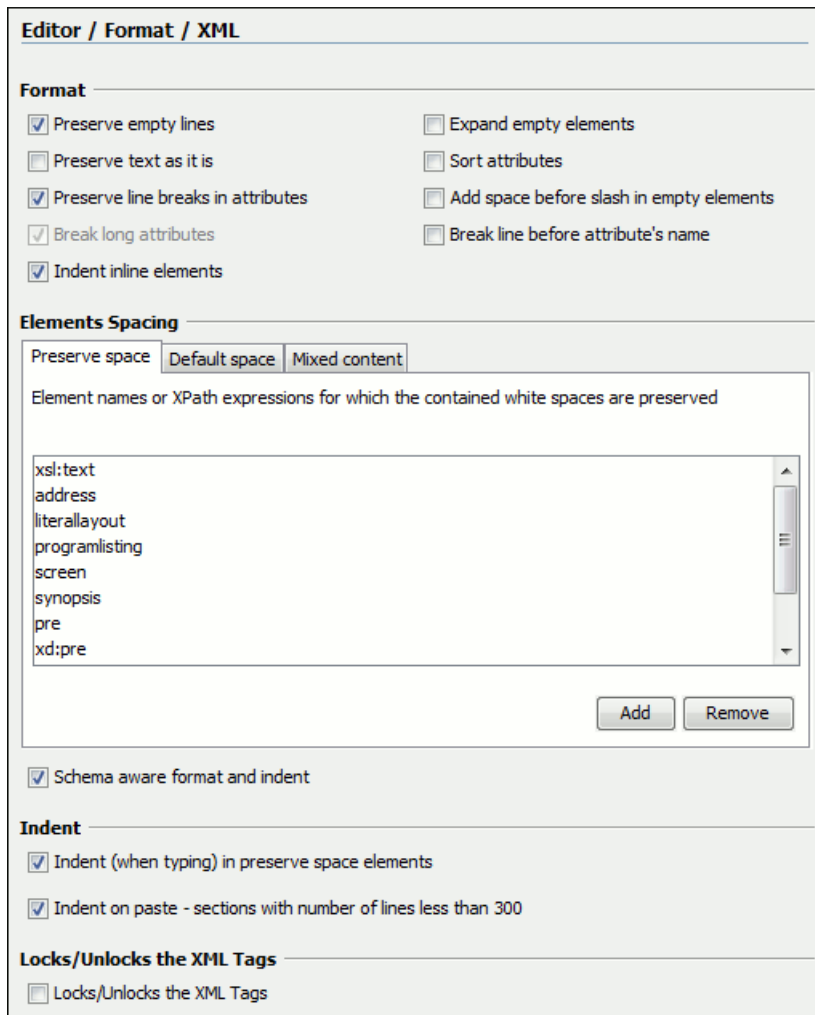 Editor / Format / XML
Format
Preserve empty lines
Expand empty elements
Preserve text as it is
Sort attributes
Preserve line breaks in attributes
Add space before slash in empty elements
Break long attributes
Break line before attribute's name
Indent inline elements
Elements Spacing
Preserve space
Default space
Mixed content
Element names or XPath expressions for which the contained white spaces are preserved
xsl:text
address
literallayout
programlisting
screen
synopsis
pre
xd:pre
Add
Remove
Schema aware format and indent
Indent
Indent (when typing) in preserve space elements
Indent on paste - sections with number of lines less than 300
Locks/Unlocks the XML Tags
Locks/Unlocks the XML Tags